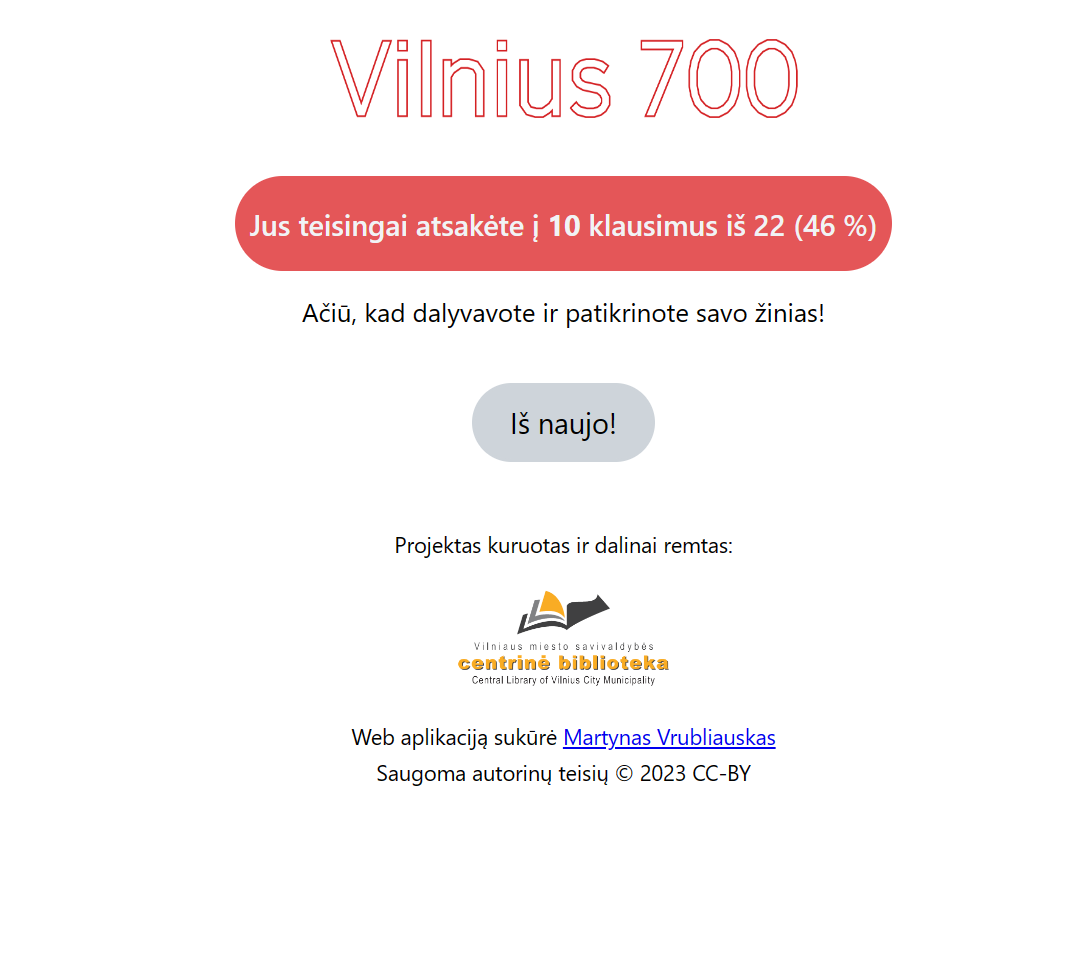 Vilnius 700
Jus teisingai atsakėte į 10 klausimus iš 22 (46 %)
Ačiū, kad dalyvavote ir patikrinote savo žinias!
Iš naujo!
Projektas kuruotas ir dalinai remtas:
Vilniaus miesto savivaldybės
centrinė biblioteka
Central Library of Vilnius City Municipality
Web aplikaciją sukūrė Martynas Vrubliauskas
Saugoma autorinų teisių © 2023 CC-BY